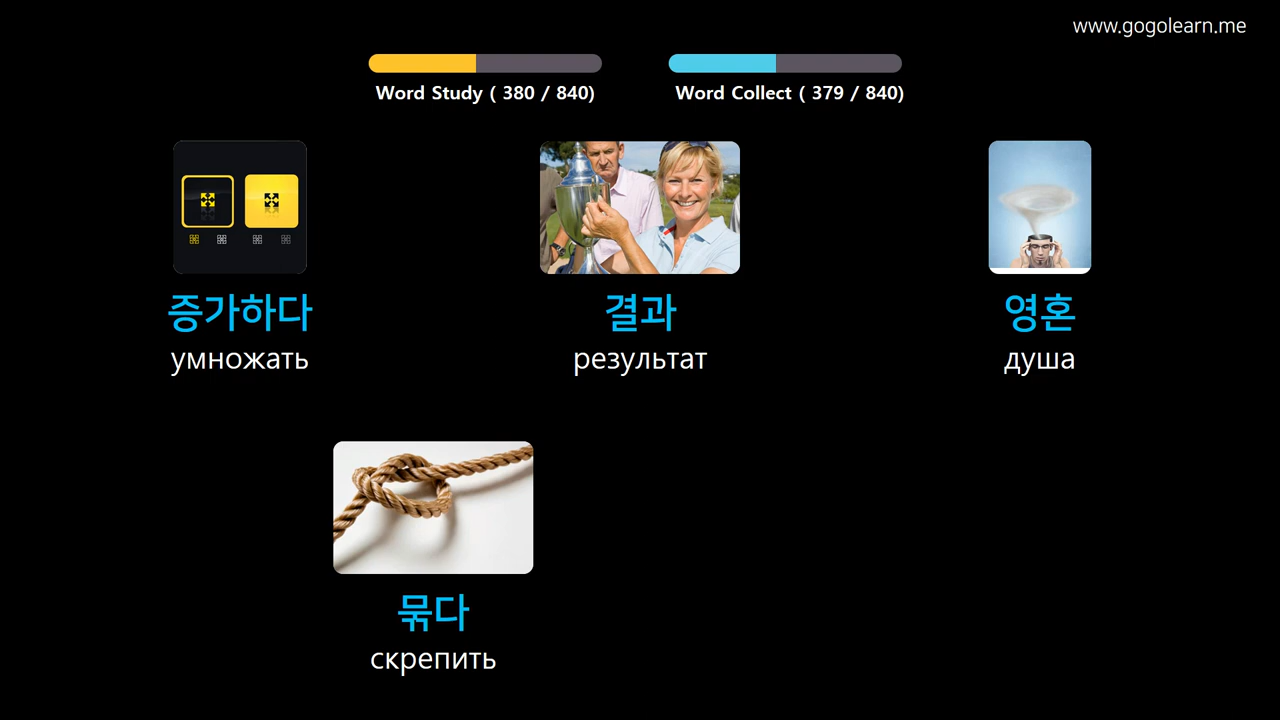 www.gogolearn.me
Word Study ( 380 / 840)
Word Collect ( 379 / 840)
증가하다
умножать
결과
результат
영혼
душа
묶다
скрепить